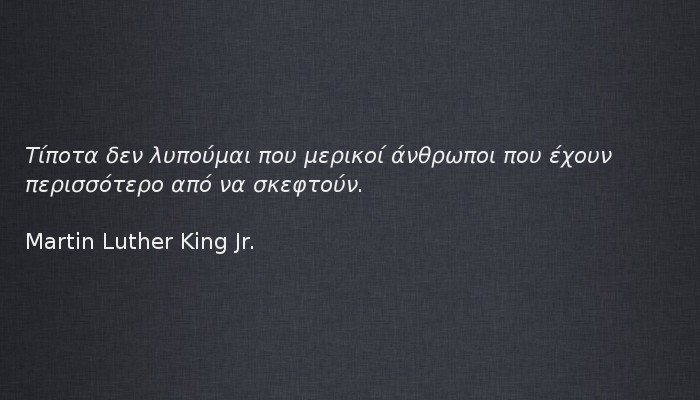 Τίποτα δεν λυπούμαι που μερικοί άνθρωποι που έχουν
περισσότερο από να σκεφτούν.
Martin Luther King Jr.